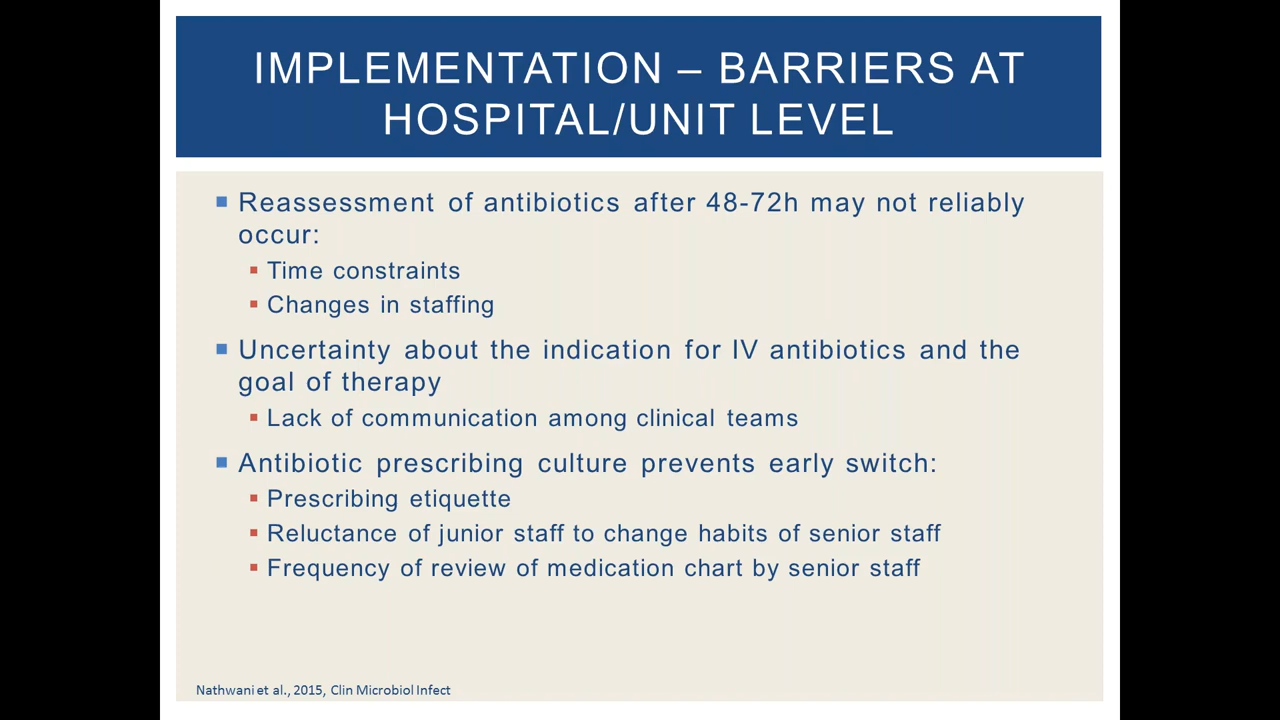 IMPLEMENTATION – BARRIERS AT
HOSPITAL/UNIT LEVEL
Reassessment of antibiotics after 48-72h may not reliably
occur:
Time constraints
Changes in staffing
Uncertainty about the indication for IV antibiotics and the
goal of therapy
Lack of communication among clinical teams
Antibiotic prescribing culture prevents early switch:
Prescribing etiquette
Reluctance of junior staff to change habits of senior staff
Frequency of review of medication chart by senior staff
Nathwani et al., 2015, Clin Microbiol Infect